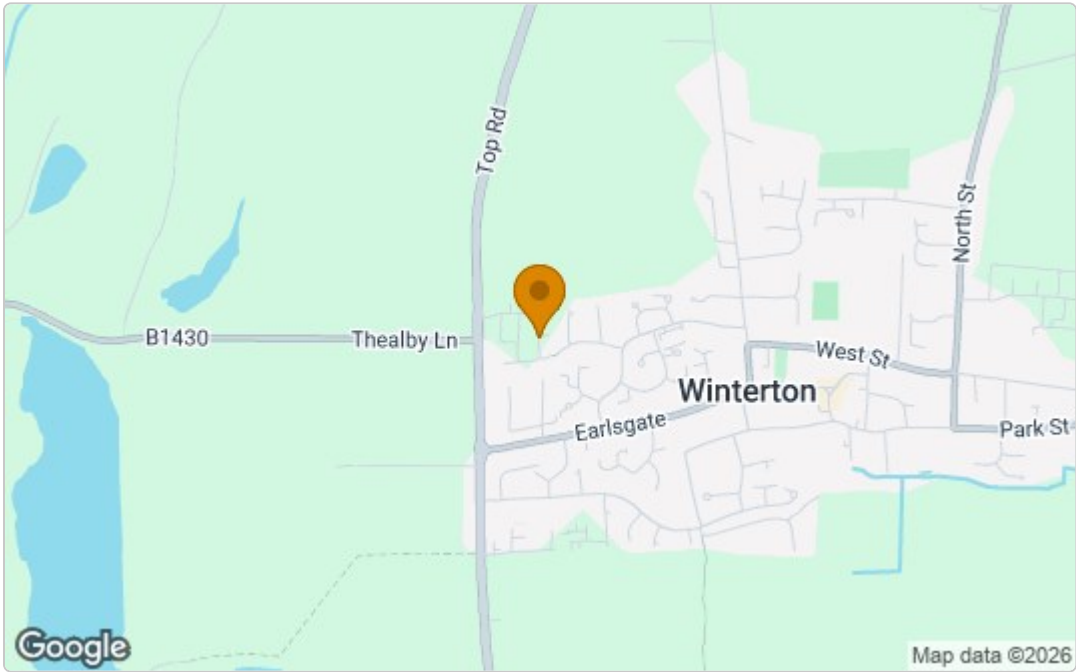 Top Rd
North St
B1430
Thealby Ln
West St
Winterton
Earlsgate
Park St
Google
Map data ©2026